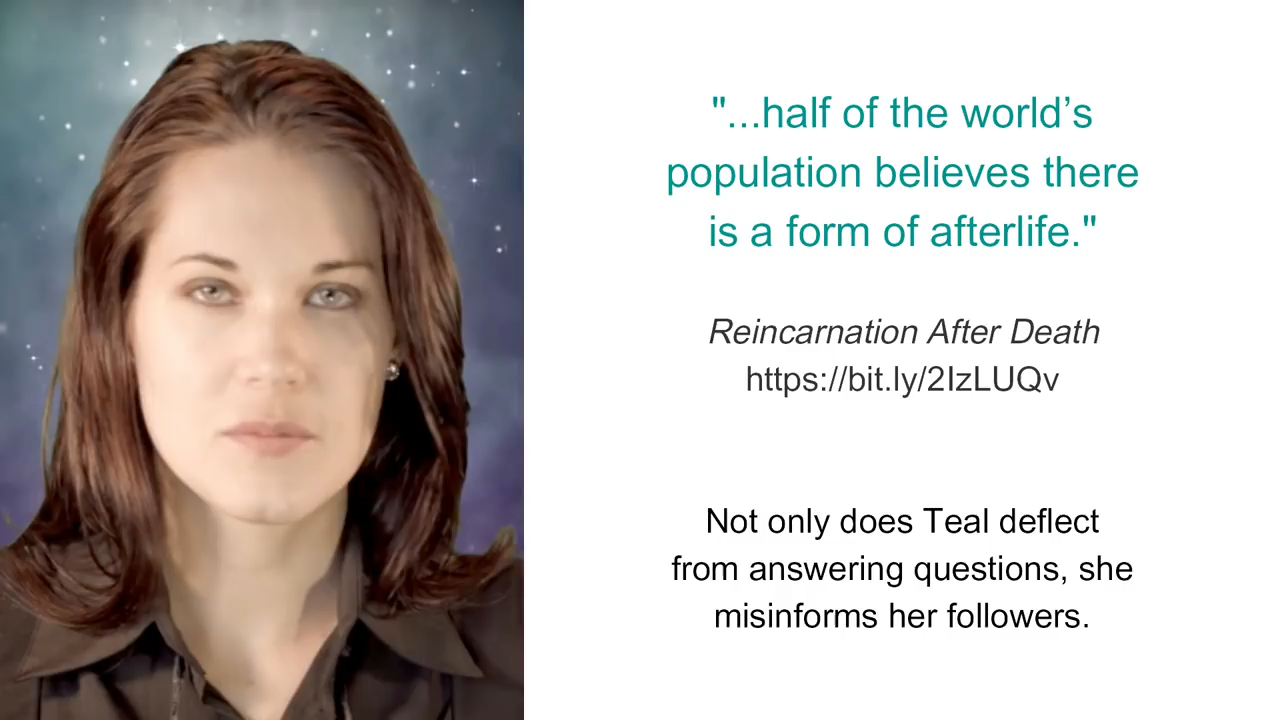 "...half of the world’s
population believes there
is a form of afterlife."
Reincarnation After Death
https://bit.ly/2IzLUQv
Not only does Teal deflect
from answering questions, she
misinforms her followers.